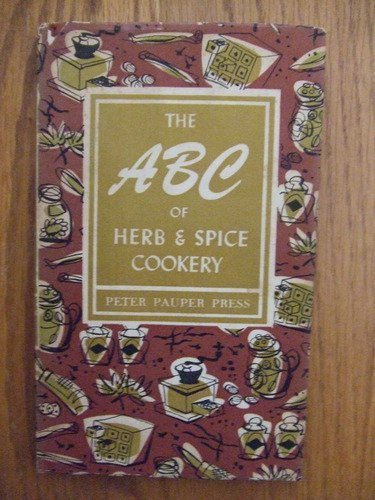 THE
ABC
OF
HERB & SPICE
COOKERY
PETER PAUPER PRESS